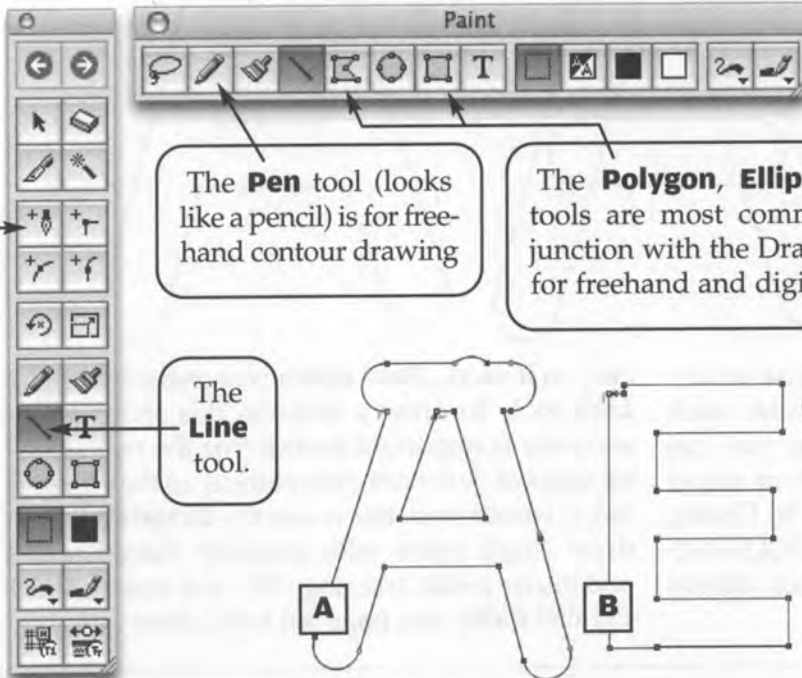 Paint
T
The Pen tool (looks
like a pencil) is for free-
hand contour drawing
The Polygon, Ellip
tools are most comm
junction with the Dra
for freehand and digi
The
Line
tool.
T
A
B